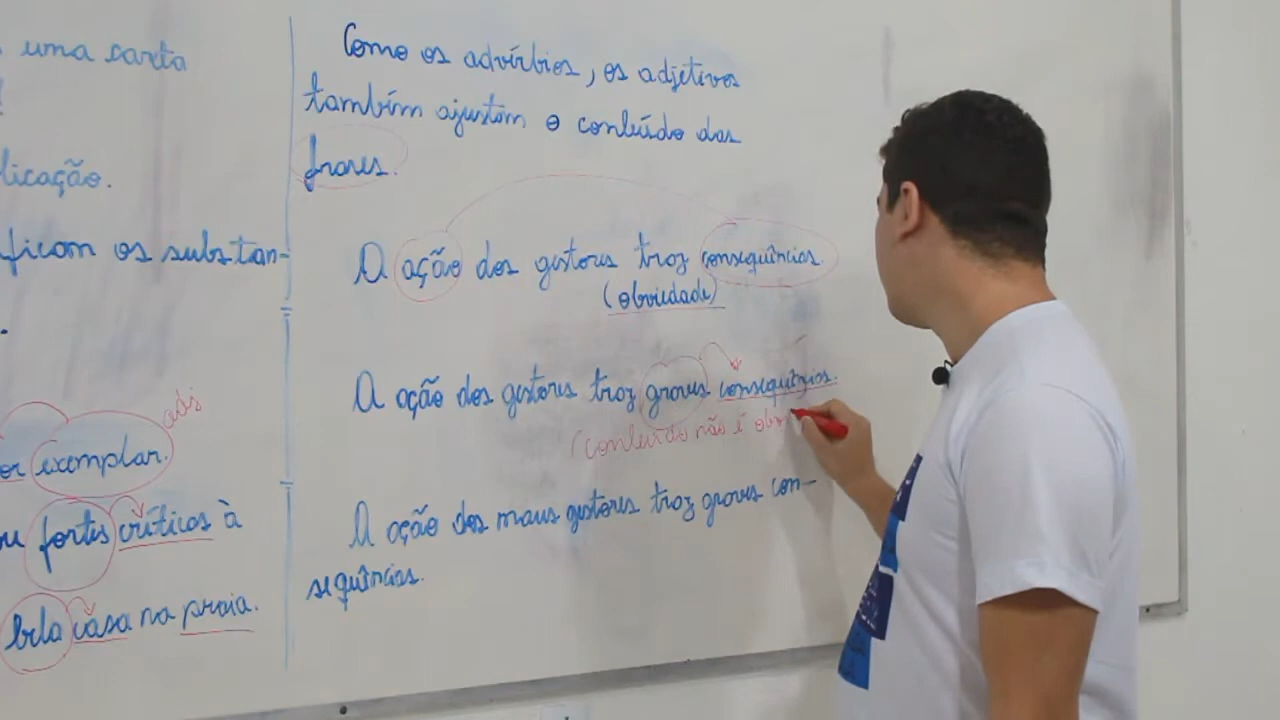 uma carta
licação.
ficam os substan-
após
or exemplar.
fortes críticas à
bela casa na praia.
Como os advérbios, os adjetivos
também ajustam o conteúdo das
frases.
A ação dos gestores traz consequências.
(obviedade)
A ação dos gestores traz graves consequências.
(conteúdo não é obv
A ação dos maus gestores traz graves con-
sequências.